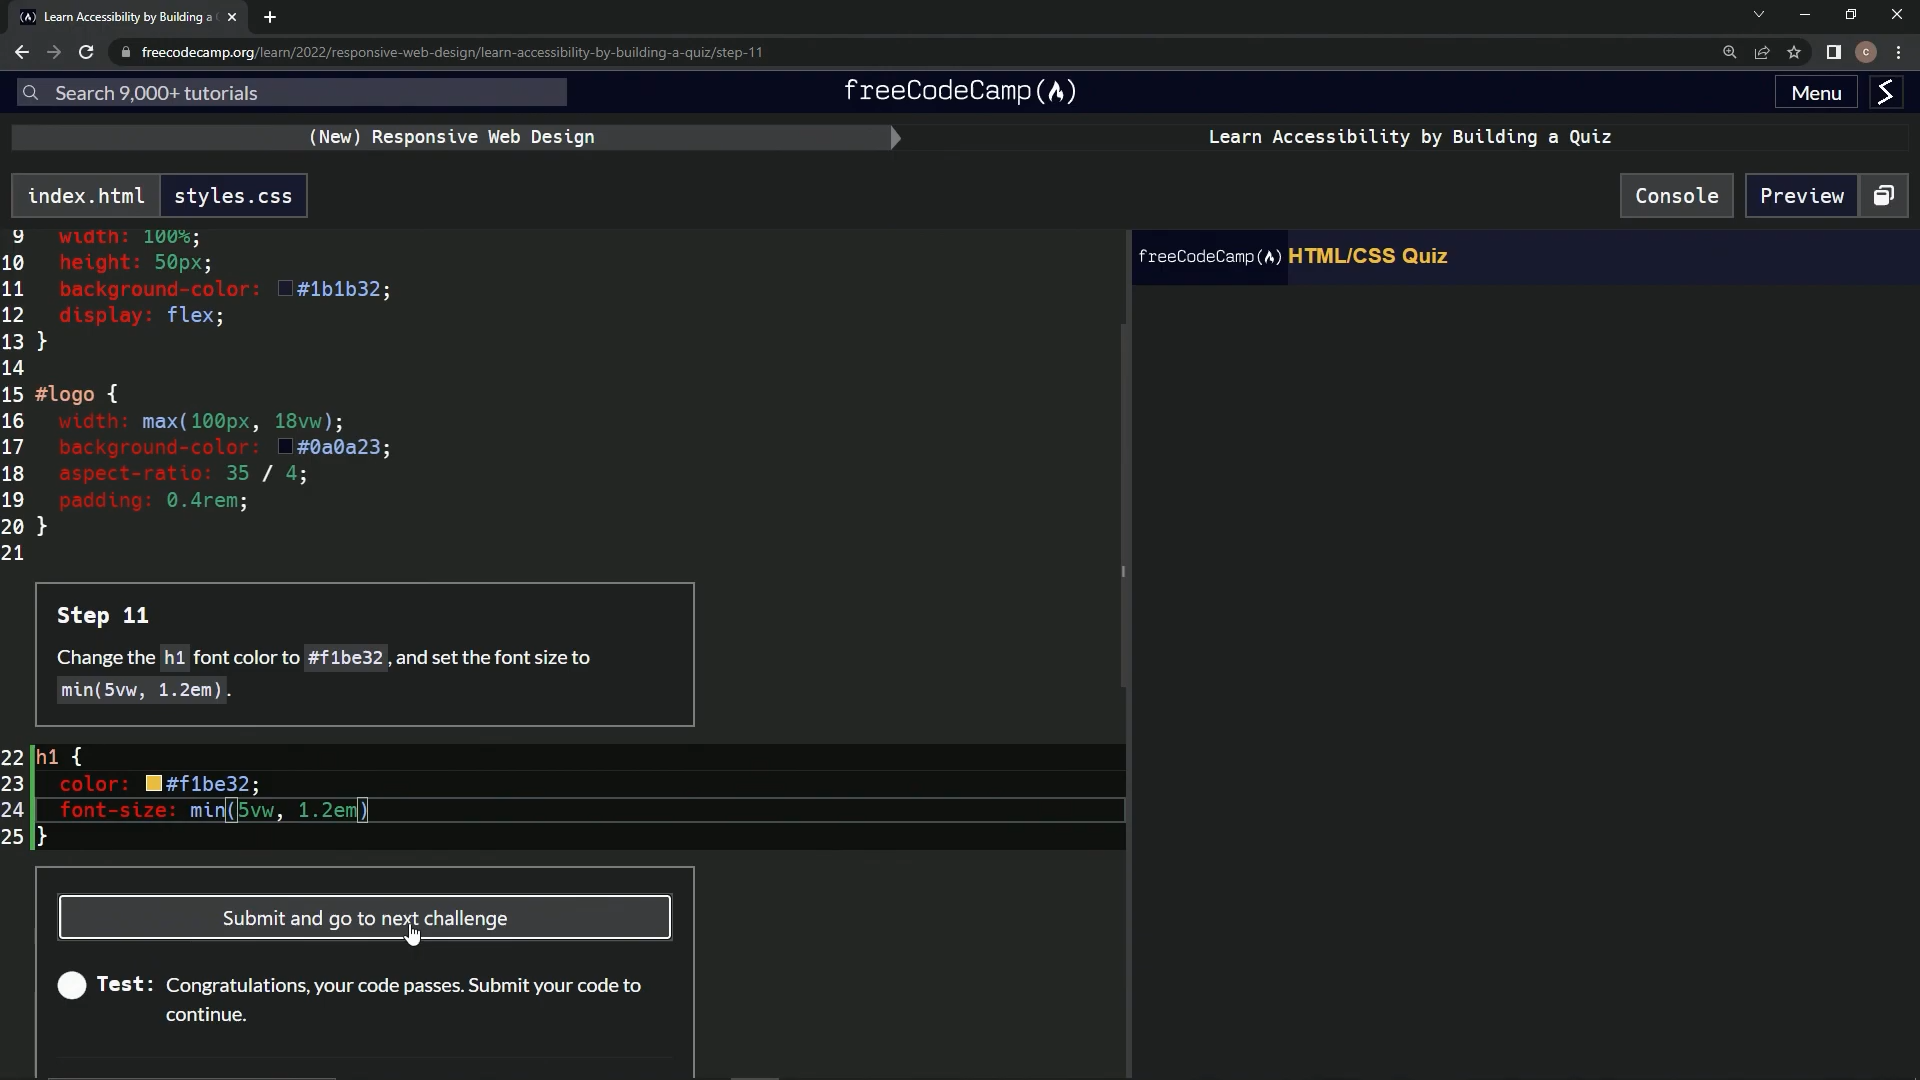 Learn Accessibility by Building a
freecodecamp.org/learn/2022/responsive-web-design/learn-accessibility-by-building-a-quiz/step-11
C
Search 9,000+ tutorials
freeCodeCamp
Menu
(New) Responsive Web Design
Learn Accessibility by Building a Quiz
index.html
styles.css
Console
Preview
9 width: 100%;
10 height: 50px;
11 background-color: #1b1b32;
12 display: flex;
13 }
14
15 #logo {
16 width: max(100px, 18vw);
17 background-color: #0a0a23;
18 aspect-ratio: 35 / 4;
19 padding: 0.4rem;
20 }
21
Step 11
Change the h1 font color to #f1be32, and set the font size to
min(5vw, 1.2em).
22 h1 {
23 color: #f1be32;
24 font-size: min(5vw, 1.2em)
25 }
Submit and go to next challenge
Test: Congratulations, your code passes. Submit your code to
continue.
freeCodeCamp HTML/CSS Quiz